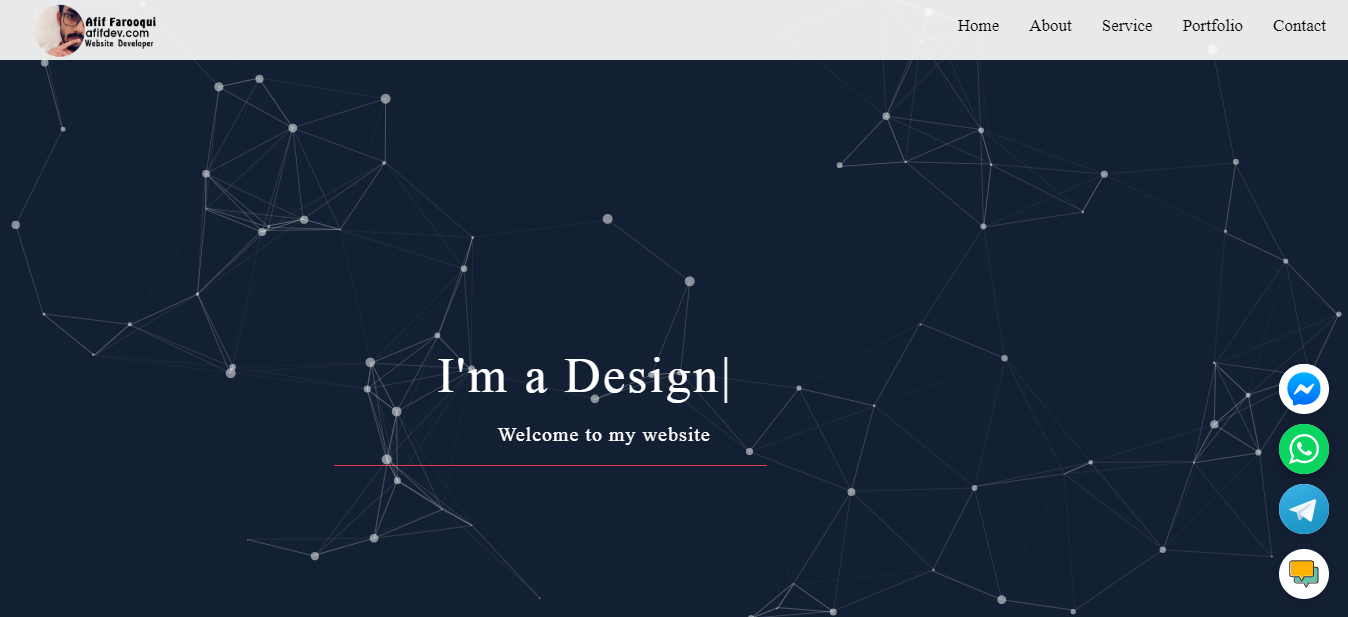 Afif Farooqui
afifdev.com
Website Developer
Home About Service Portfolio Contact
I'm a Design|
Welcome to my website